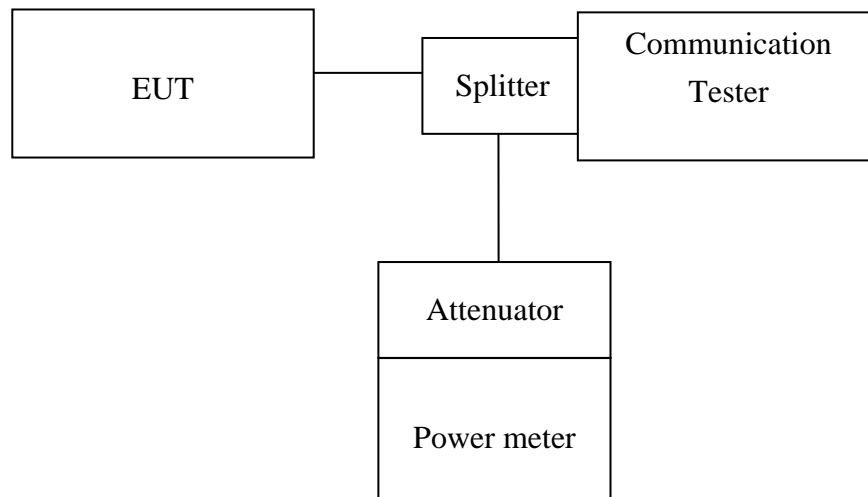 EUT
Splitter
Communication
Tester
Attenuator
Power meter